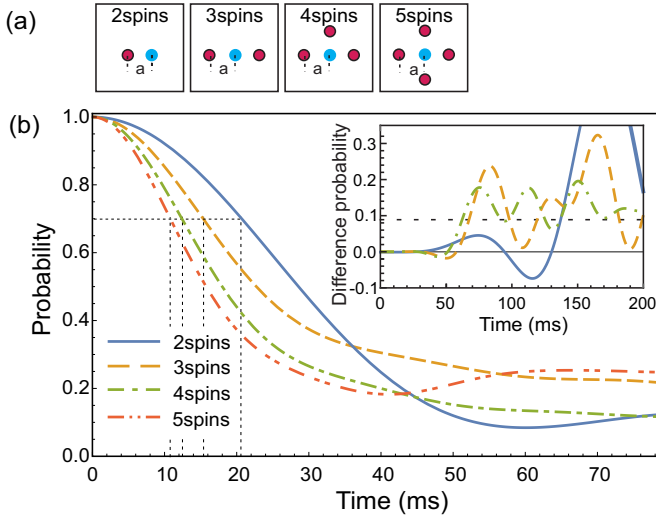 (a)
2spins
3spins
4spins
5spins
a
a
a
a
(b)
Probability
1.0
0.8
0.6
0.4
0.2
0.0
0
10
20
30
40
50
60
70
Time (ms)
2spins
3spins
4spins
5spins
Difference probability
0.3
0.2
0.1
0.0
-0.1
0
50
100
150
200
Time (ms)